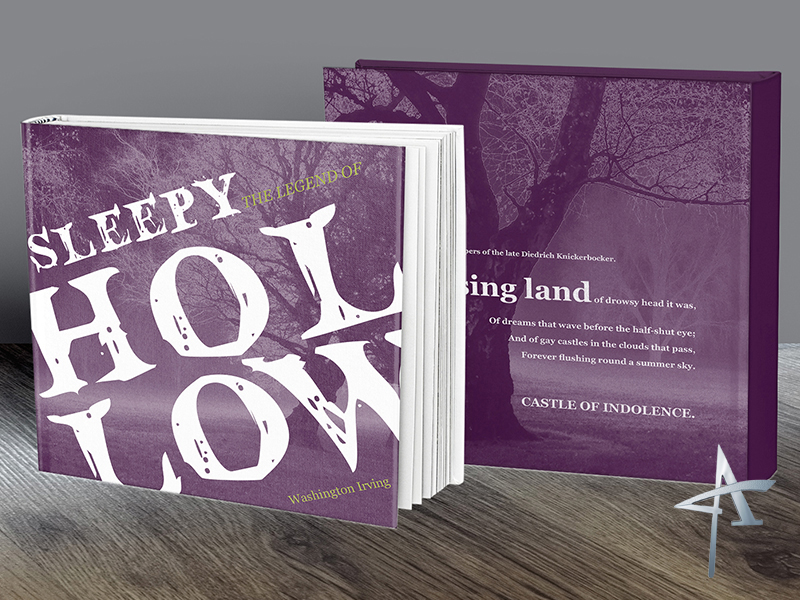 SLEEPY THE LEGEND OF
HOL
LOW
Washington Irving
of the late Diedrich Knickerbocker.
land of drowsy head it was,
Of dreams that wave before the half-shut eye;
And of gay castles in the clouds that pass,
Forever flushing round a summer sky.
CASTLE OF INDOLENCE.